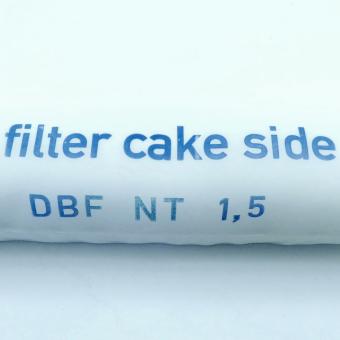 filter cake side
DBF NT 1,5